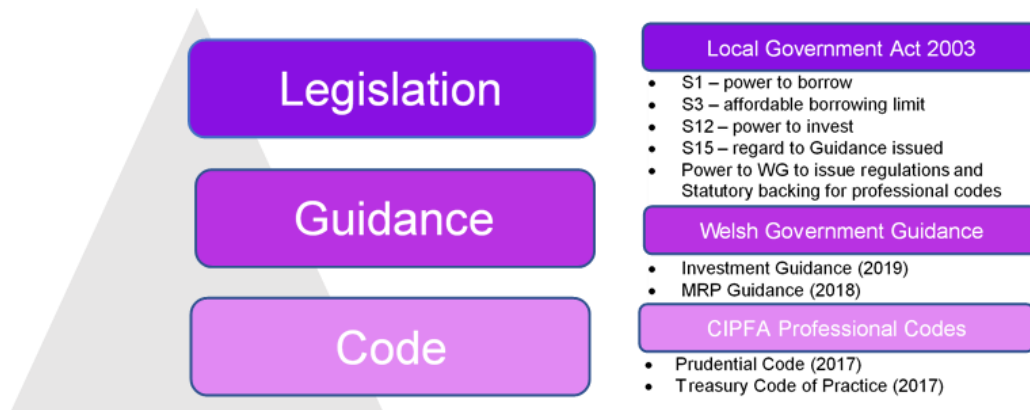 Legislation
Guidance
Code
Local Government Act 2003
• S1 – power to borrow
• S3 – affordable borrowing limit
• S12 – power to invest
• S15 – regard to Guidance issued
• Power to WG to issue regulations and
Statutory backing for professional codes
Welsh Government Guidance
• Investment Guidance (2019)
• MRP Guidance (2018)
CIPFA Professional Codes
• Prudential Code (2017)
• Treasury Code of Practice (2017)